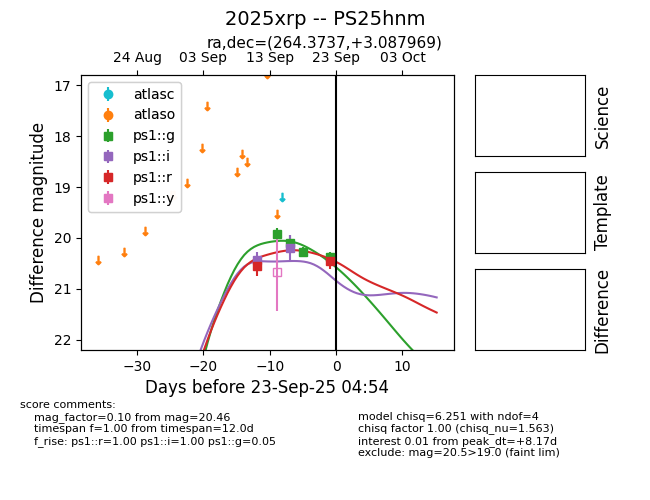 2025xrp -- PS25hnm
ra,dec=(264.3737,+3.087969)
24 Aug 03 Sep 13 Sep 23 Sep 03 Oct
17
18
19
20
21
22
Difference magnitude
atlasc
atlaso
ps1::g
ps1::i
ps1::r
ps1::y
−30 −20 −10 0 10
Days before 23-Sep-25 04:54
Science
Template
Difference
score comments:
mag_factor=0.10 from mag=20.46
timespan f=1.00 from timespan=12.0d
f_rise: ps1::r=1.00 ps1::i=1.00 ps1::g=0.05
model chisq=6.251 with ndof=4
chisq factor 1.00 (chisq_nu=1.563)
interest 0.01 from peak_dt=+8.17d
exclude: mag=20.5>19.0 (faint lim)